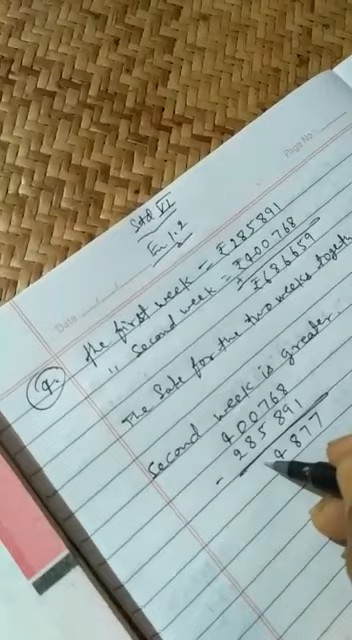 Page No.
Std VI
Ex 1.2
Date
4. The first week = ₹285891
" Second week = ₹400768
= ₹686659
The Sale for the two weeks together
Second week is greater.
400768
- 285891
4877